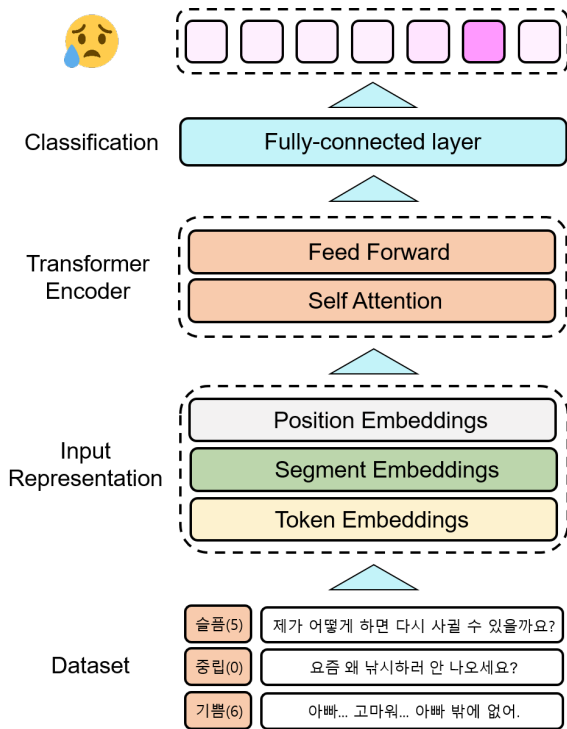 Classification
Fully-connected layer
Transformer
Encoder
Feed Forward
Self Attention
Input
Representation
Position Embeddings
Segment Embeddings
Token Embeddings
Dataset
슬픔(5) 제가 어떻게 하면 다시 사귈 수 있을까요?
중립(0) 요즘 왜 낚시하러 안 나오세요?
기쁨(6) 아빠... 고마워... 아빠 밖에 없어.